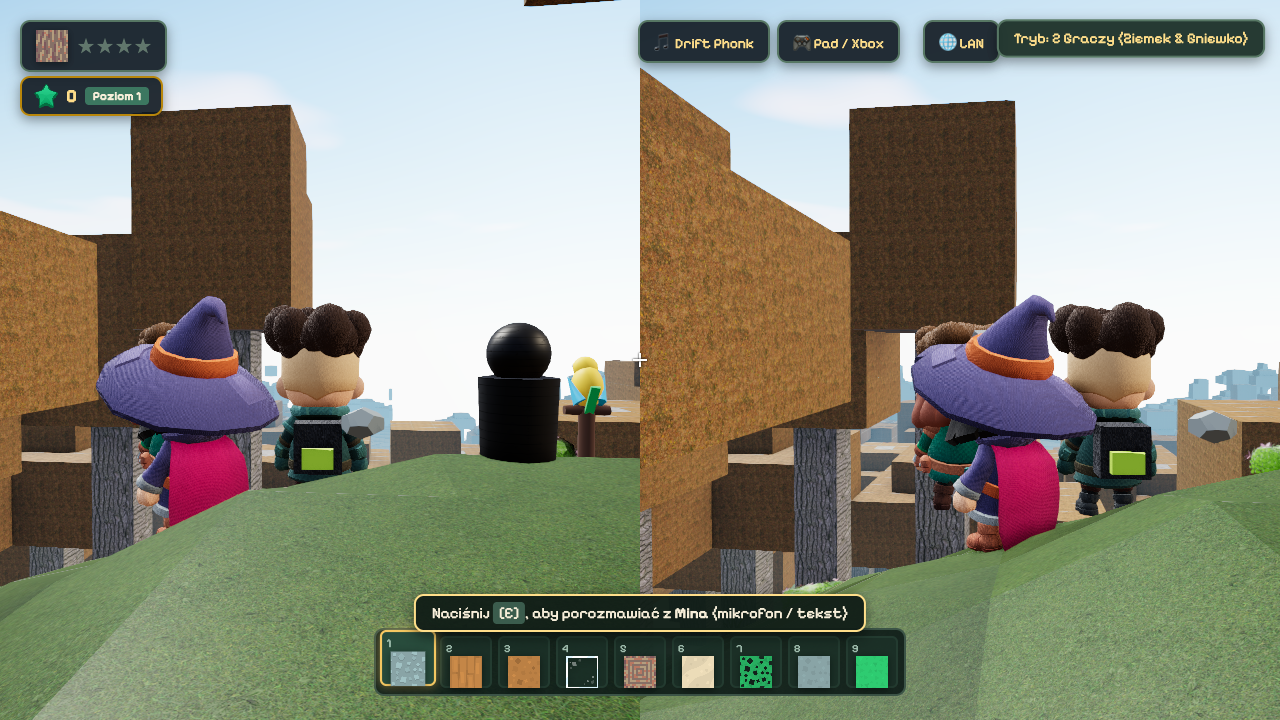 Drift Phonk
Pad / Xbox
LAN
Tryb: 2 Graczy (Ziemek & Gniewko)
0
Poziom 1
Naciśnij [E], aby porozmawiać z Mina (mikrofon / tekst)
1 2 3 4 5 6 7 8 9